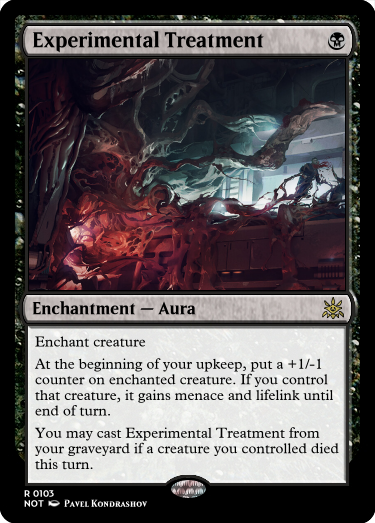 Experimental Treatment
Enchantment — Aura
Enchant creature
At the beginning of your upkeep, put a +1/-1
counter on enchanted creature. If you control
that creature, it gains menace and lifelink until
end of turn.
You may cast Experimental Treatment from
your graveyard if a creature you controlled died
this turn.
R 0103
NOT Pavel Kondrashov